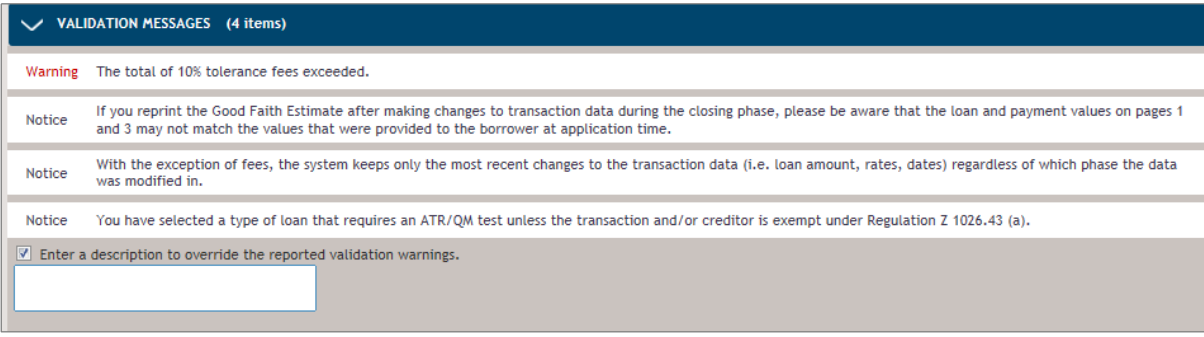 VALIDATION MESSAGES (4 items)
Warning The total of 10% tolerance fees exceeded.
Notice If you reprint the Good Faith Estimate after making changes to transaction data during the closing phase, please be aware that the loan and payment values on pages 1
and 3 may not match the values that were provided to the borrower at application time.
Notice With the exception of fees, the system keeps only the most recent changes to the transaction data (i.e. loan amount, rates, dates) regardless of which phase the data
was modified in.
Notice You have selected a type of loan that requires an ATR/QM test unless the transaction and/or creditor is exempt under Regulation Z 1026.43 (a).
Enter a description to override the reported validation warnings.